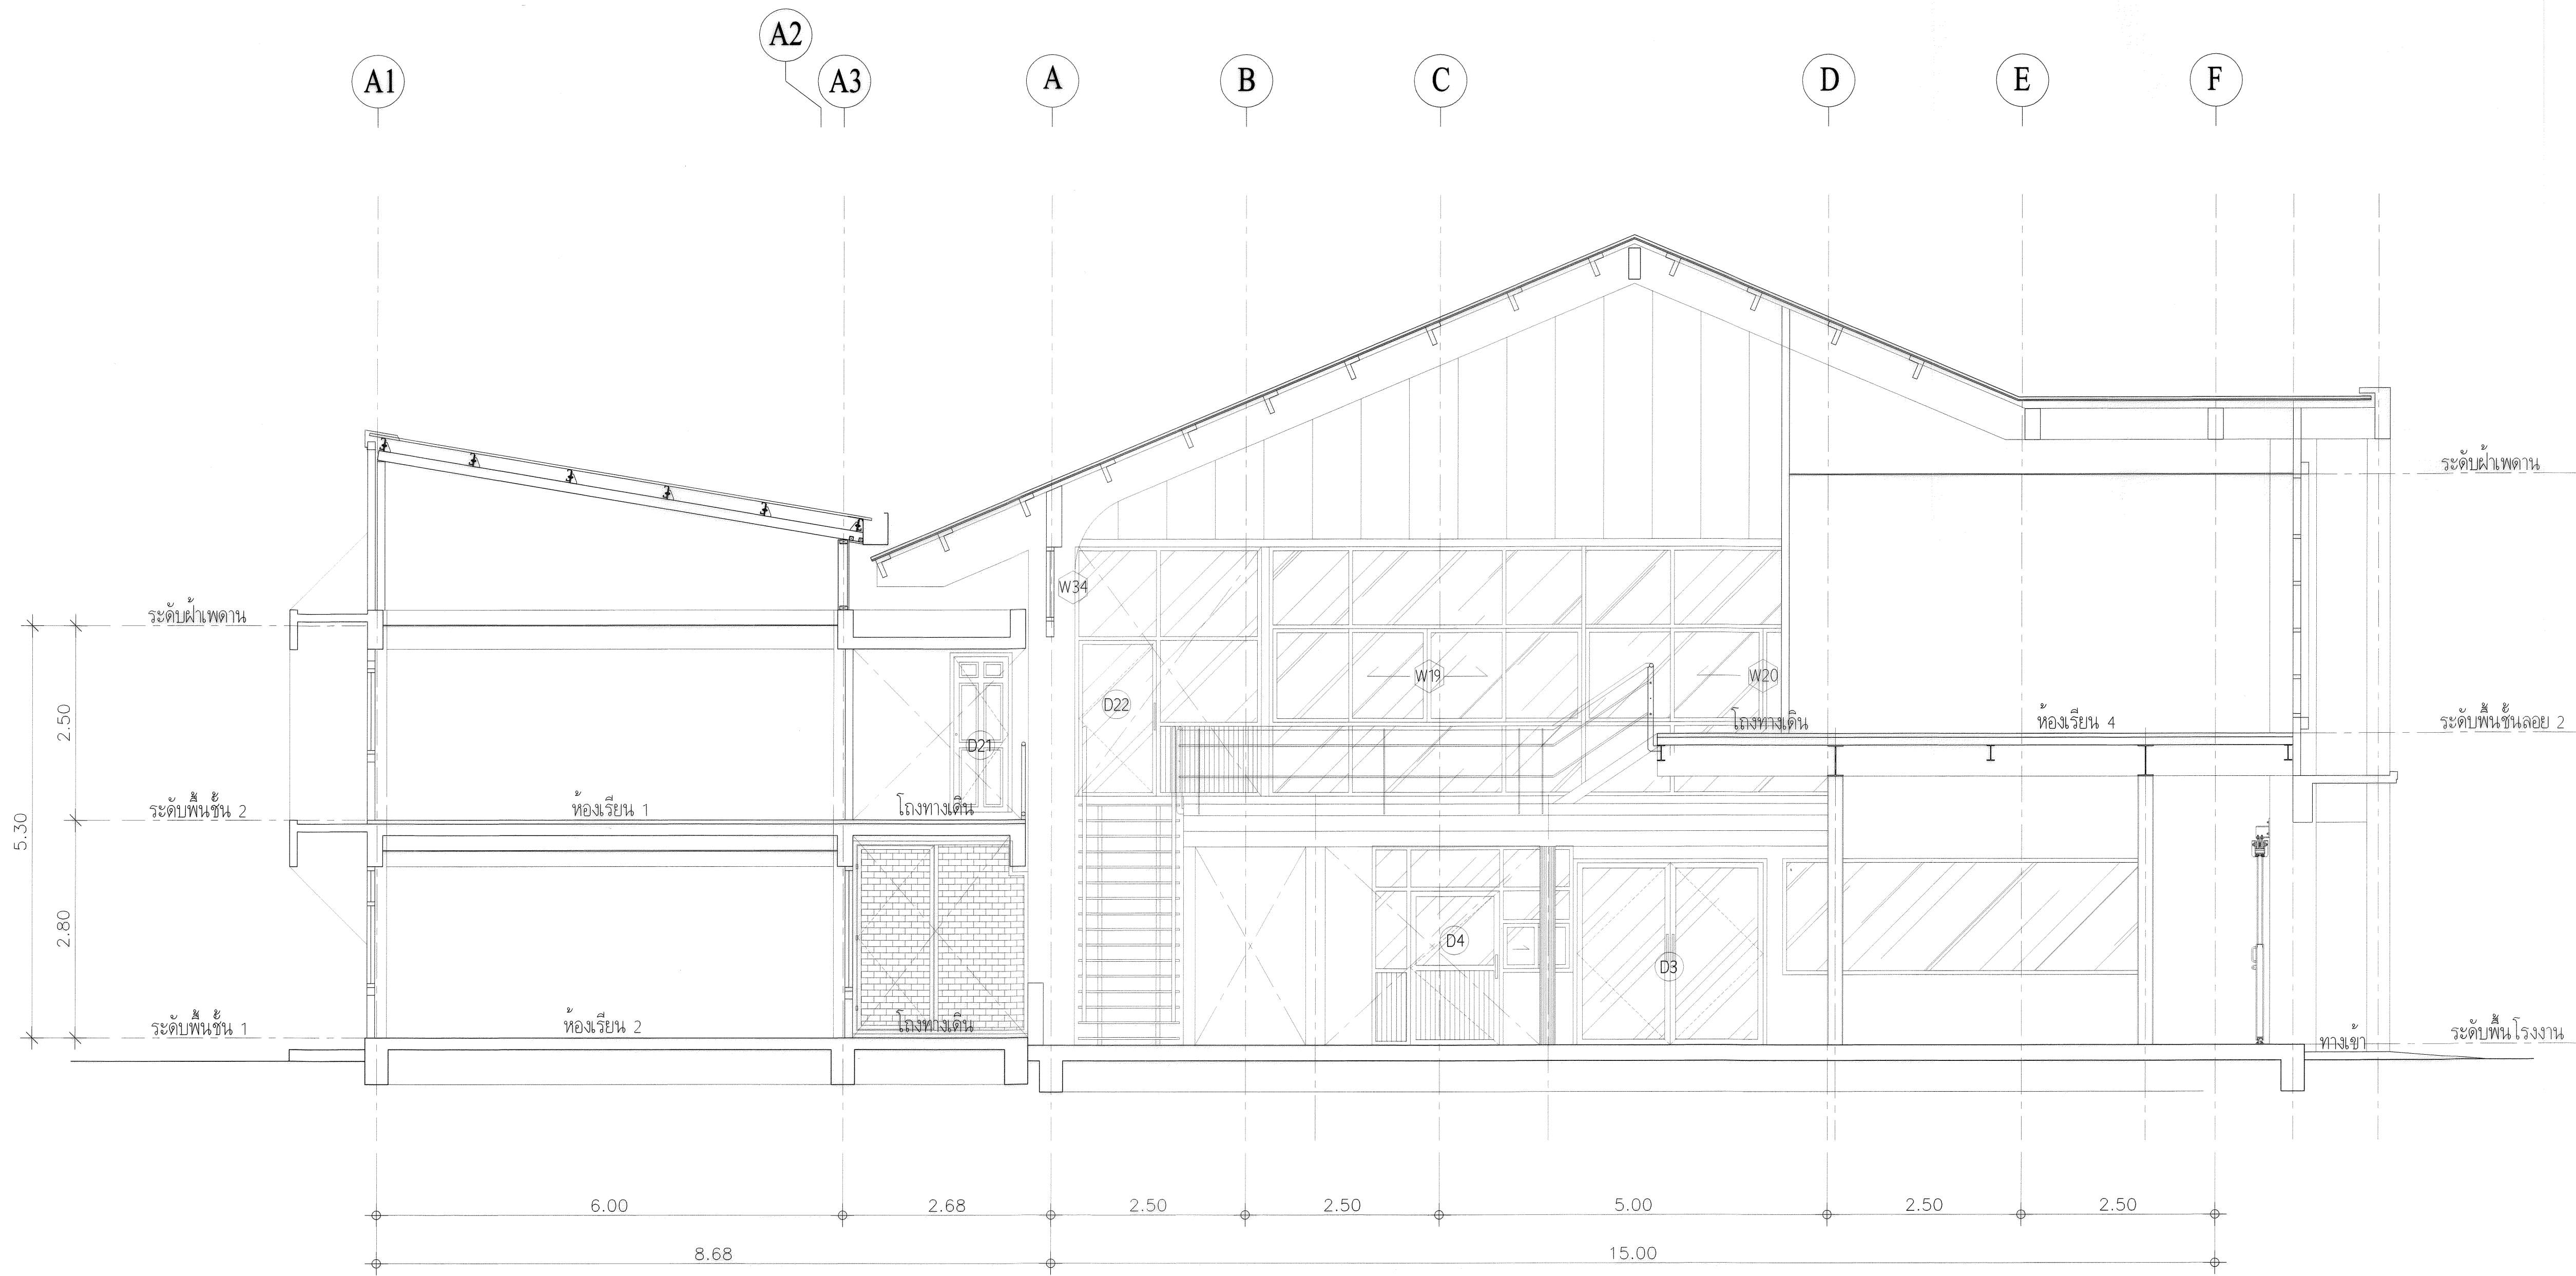 A2
A1
A3
A
B
C
D
E
F
ระดับฝ้าเพดาน
W34
ระดับฝ้าเพดาน
W19
W20
D22
โถงทางเดิน
ห้องเรียน 4
ระดับพื้นชั้นลอย 2
2.50
D21
ระดับพื้นชั้น 2
ห้องเรียน 1
โถงทางเดิน
5.30
2.80
D4
D3
ระดับพื้นชั้น 1
ห้องเรียน 2
โถงทางเดิน
ทางเข้า
ระดับพื้นโรงงาน
6.00
2.68
2.50
2.50
5.00
2.50
2.50
8.68
15.00